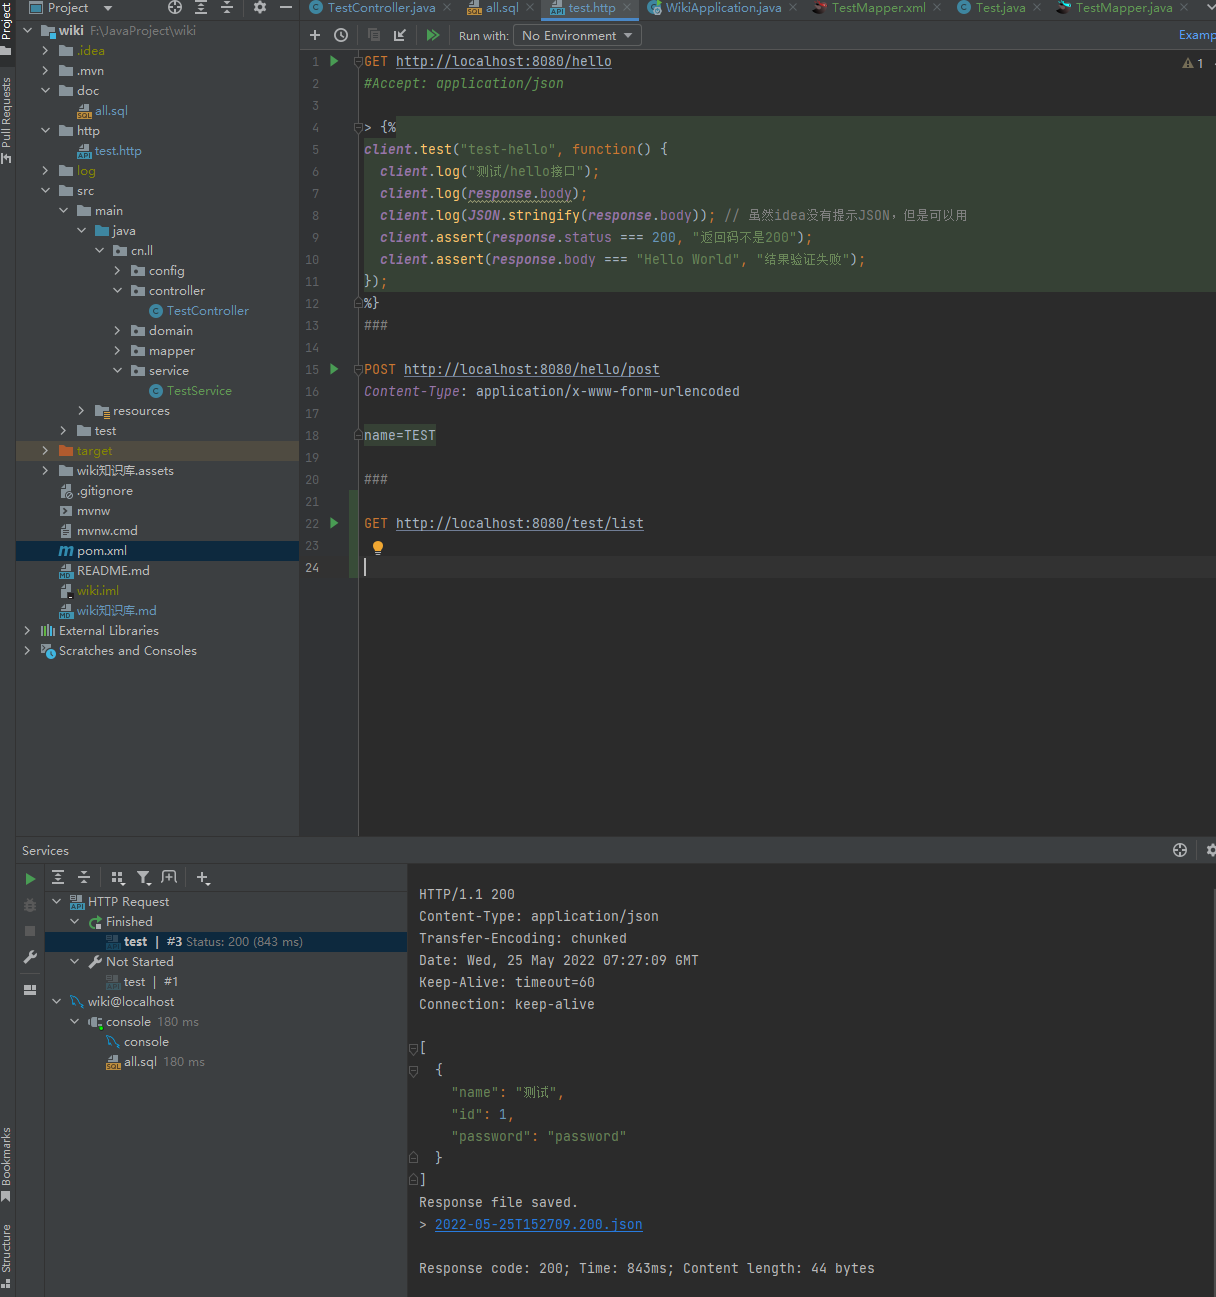 Project
TestController.java
all.sql
test.http
WikiApplication.java
TestMapper.xml
Test.java
TestMapper.java
Project
Pull Requests
Bookmarks
Structure
wiki F:\JavaProject\wiki
.idea
.mvn
doc
all.sql
http
test.http
log
src
main
java
cn.ll
config
controller
TestController
domain
mapper
service
TestService
resources
test
target
wiki知识库.assets
.gitignore
mvnw
mvnw.cmd
pom.xml
README.md
wiki.iml
wiki知识库.md
External Libraries
Scratches and Consoles
Run with: No Environment
Examp
1
1 GET http://localhost:8080/hello
2 #Accept: application/json
3
4 > {%
5 client.test("test-hello", function() {
6 client.log("测试/hello接口");
7 client.log(response.body);
8 client.log(JSON.stringify(response.body)); // 虽然idea没有提示JSON，但是可以用
9 client.assert(response.status === 200, "返回码不是200");
10 client.assert(response.body === "Hello World", "结果验证失败");
11 });
12 %}
13 ###
14
15 POST http://localhost:8080/hello/post
16 Content-Type: application/x-www-form-urlencoded
17
18 name=TEST
19
20 ###
21
22 GET http://localhost:8080/test/list
23
24
Services
HTTP Request
Finished
test | #3 Status: 200 (843 ms)
Not Started
test | #1
wiki@localhost
console 180 ms
console
all.sql 180 ms
HTTP/1.1 200
Content-Type: application/json
Transfer-Encoding: chunked
Date: Wed, 25 May 2022 07:27:09 GMT
Keep-Alive: timeout=60
Connection: keep-alive
[
{
"name": "测试",
"id": 1,
"password": "password"
}
]
Response file saved.
> 2022-05-25T152709.200.json
Response code: 200; Time: 843ms; Content length: 44 bytes